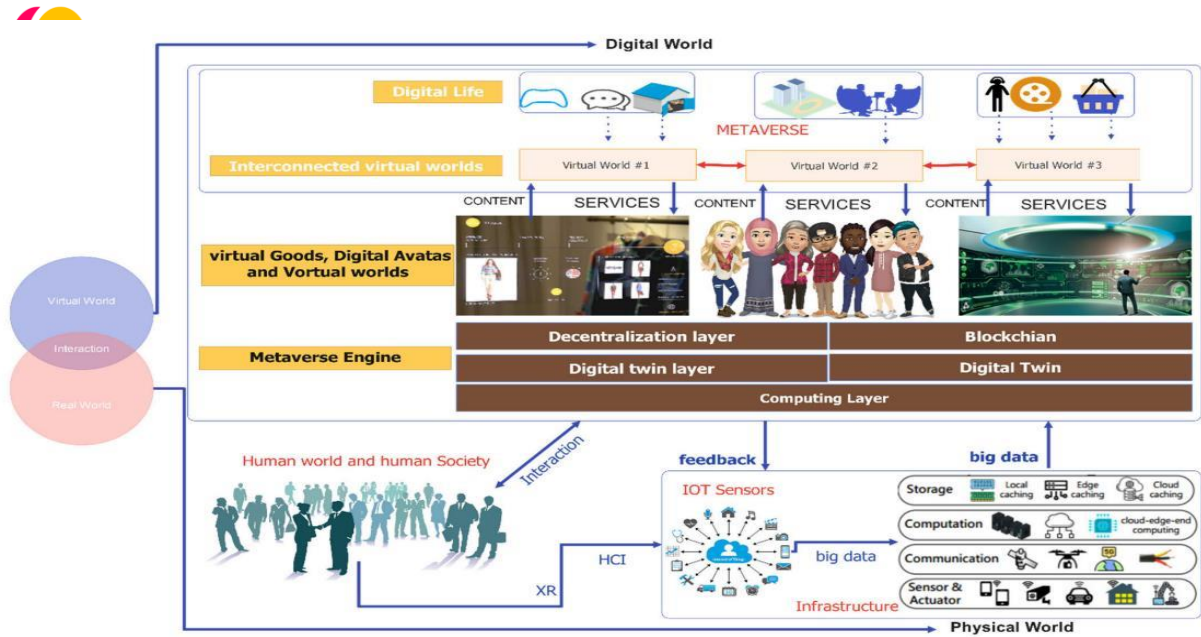 Digital World
Digital Life
METAVERSE
Interconnected virtual worlds
Virtual World #1
Virtual World #2
Virtual World #3
CONTENT
SERVICES
CONTENT
SERVICES
CONTENT
SERVICES
virtual Goods, Digital Avatas
and Vortual worlds
Virtual World
Interaction
Real World
Metaverse Engine
Decentralization layer
Blockchian
Digital twin layer
Digital Twin
Computing Layer
Human world and human Society
Interaction
feedback
big data
IOT Sensors
Storage
Local
caching
Edge
caching
Cloud
caching
Computation
cloud-edge-end
computing
big data
Communication
5G
Sensor &
Actuator
HCI
XR
Infrastructure
Physical World